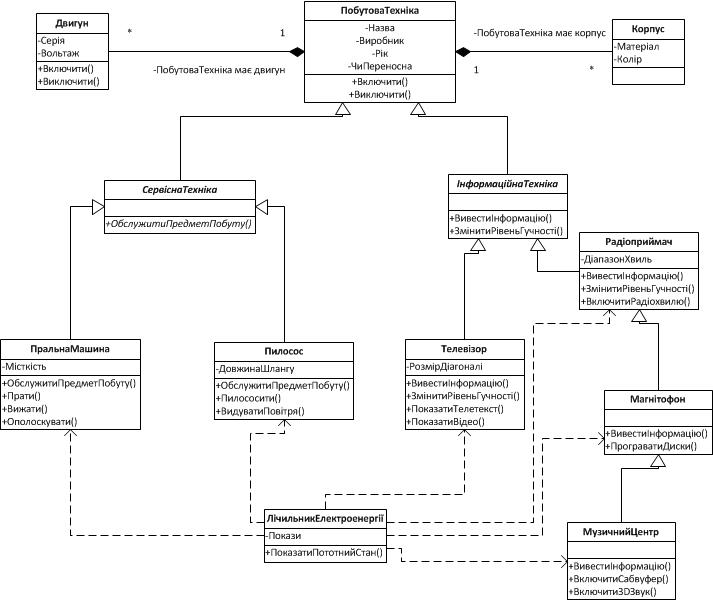 ПобутоваТехніка
-Назва
-Виробник
-Рік
-ЧиПереносна
+Включити()
+Виключити()
Двигун
-Серія
-Вольтаж
+Включити()
+Виключити()
*
1
-ПобутоваТехніка має двигун
-ПобутоваТехніка має корпус
1
*
Корпус
-Матеріал
-Колір
СервіснаТехніка
+ОбслужитиПредметПобуту()
ІнформаційнаТехніка
+ВивестиІнформацію()
+ЗмінитиРівеньГучності()
Радіоприймач
-ДіапазонХвиль
+ВивестиІнформацію()
+ЗмінитиРівеньГучності()
+ВключитиРадіохвилю()
ПральнаМашина
-Місткість
+ОбслужитиПредметПобуту()
+Прати()
+Вижати()
+Ополоскувати()
Пилосос
-ДовжинаШлангу
+ОбслужитиПредметПобуту()
+Пилососити()
+ВидуватиПовітря()
Телевізор
-РозмірДіагоналі
+ВивестиІнформацію()
+ЗмінитиРівеньГучності()
+ПоказатиТелетекст()
+ПоказатиВідео()
Магнітофон
+ВивестиІнформацію()
+ПрограватиДиски()
ЛічильникЕлектроенергії
-Покази
+ПоказатиПототнийСтан()
МузичнийЦентр
+ВивестиІнформацію()
+ВключитиСабвуфер()
+Включити3DЗвук()